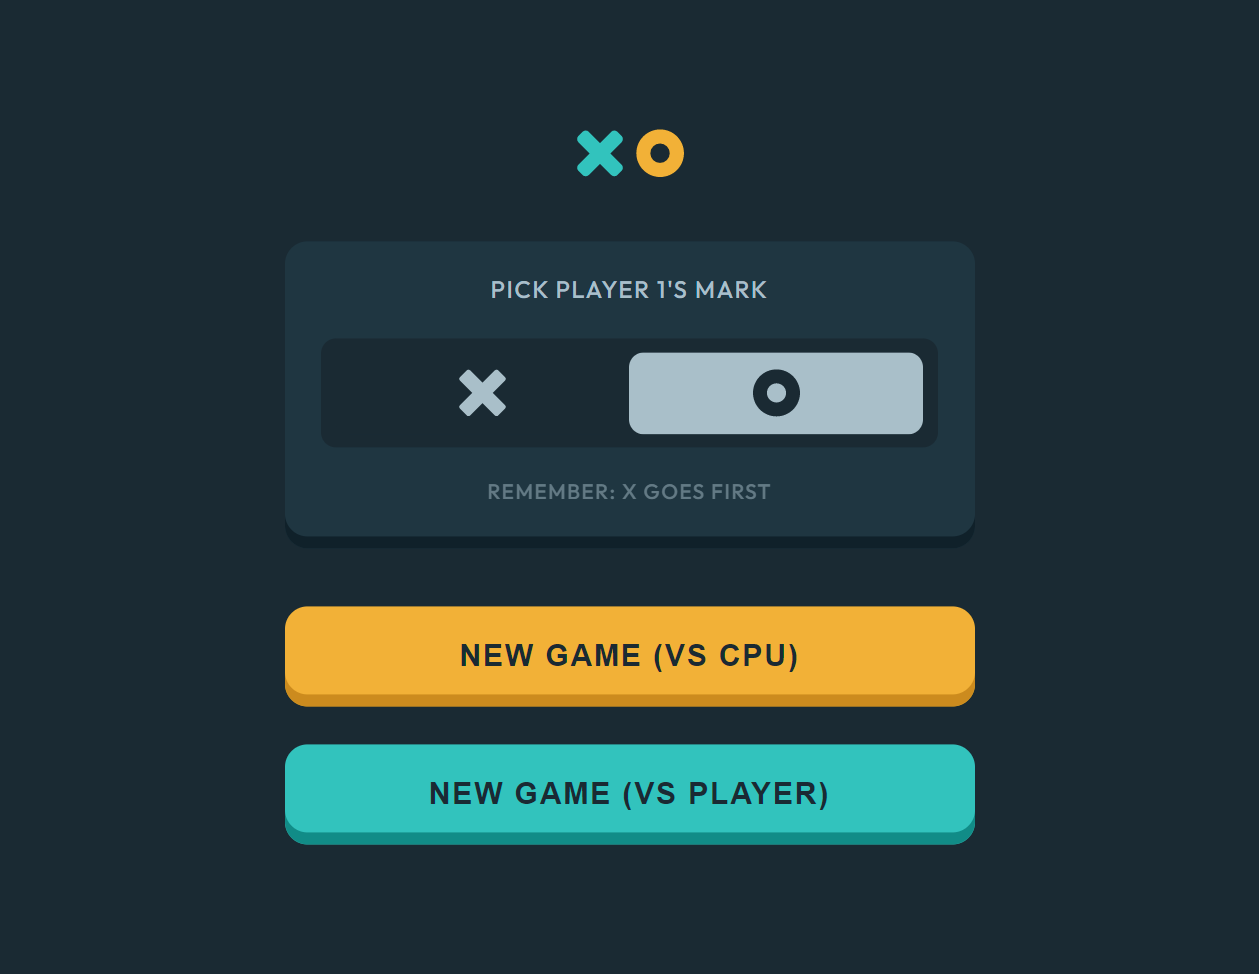 PICK PLAYER 1'S MARK
REMEMBER: X GOES FIRST
NEW GAME (VS CPU)
NEW GAME (VS PLAYER)